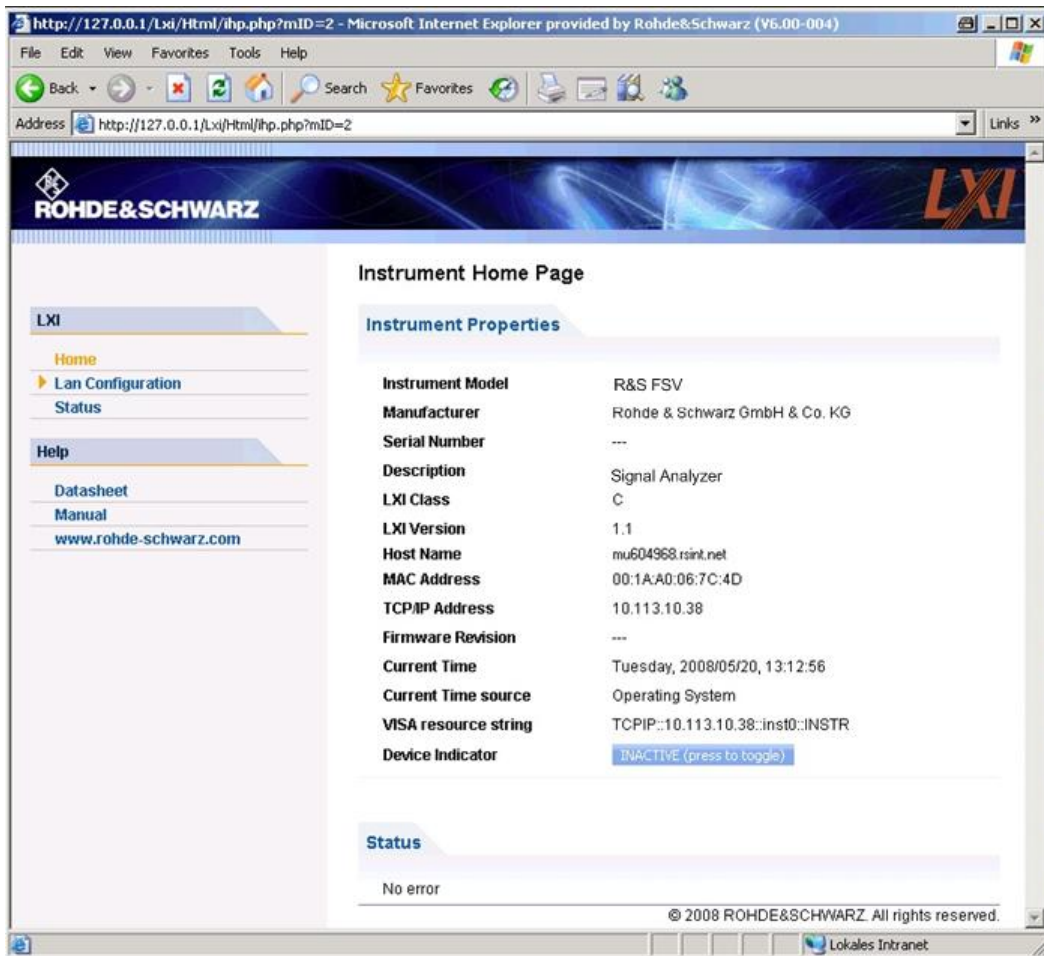 http://127.0.0.1/Lxi/Html/ihp.php?mID=2 - Microsoft Internet Explorer provided by Rohde&Schwarz (V6.00-004)
File Edit View Favorites Tools Help
Back Search Favorites
Address http://127.0.0.1/Lxi/Html/ihp.php?mID=2 Links »
R&S
ROHDE&SCHWARZ
LXI
Instrument Home Page
LXI
Home
Lan Configuration
Status
Help
Datasheet
Manual
www.rohde-schwarz.com
Instrument Properties
Instrument Model R&S FSV
Manufacturer Rohde & Schwarz GmbH & Co. KG
Serial Number ---
Description Signal Analyzer
LXI Class C
LXI Version 1.1
Host Name mu604968.rsint.net
MAC Address 00:1A:A0:06:7C:4D
TCP/IP Address 10.113.10.38
Firmware Revision ---
Current Time Tuesday, 2008/05/20, 13:12:56
Current Time source Operating System
VISA resource string TCPIP::10.113.10.38::inst0::INSTR
Device Indicator INACTIVE (press to toggle)
Status
No error
© 2008 ROHDE&SCHWARZ. All rights reserved.
Lokales Intranet